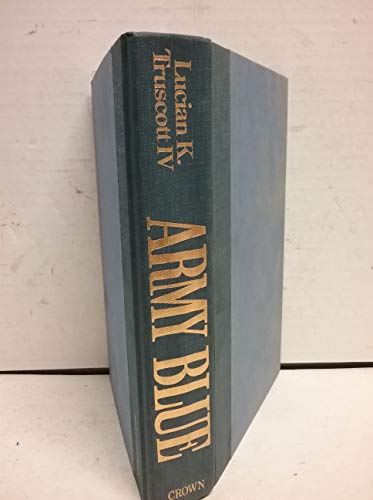 Lucian K.
Truscott IV
ARMY BLUE
CROWN